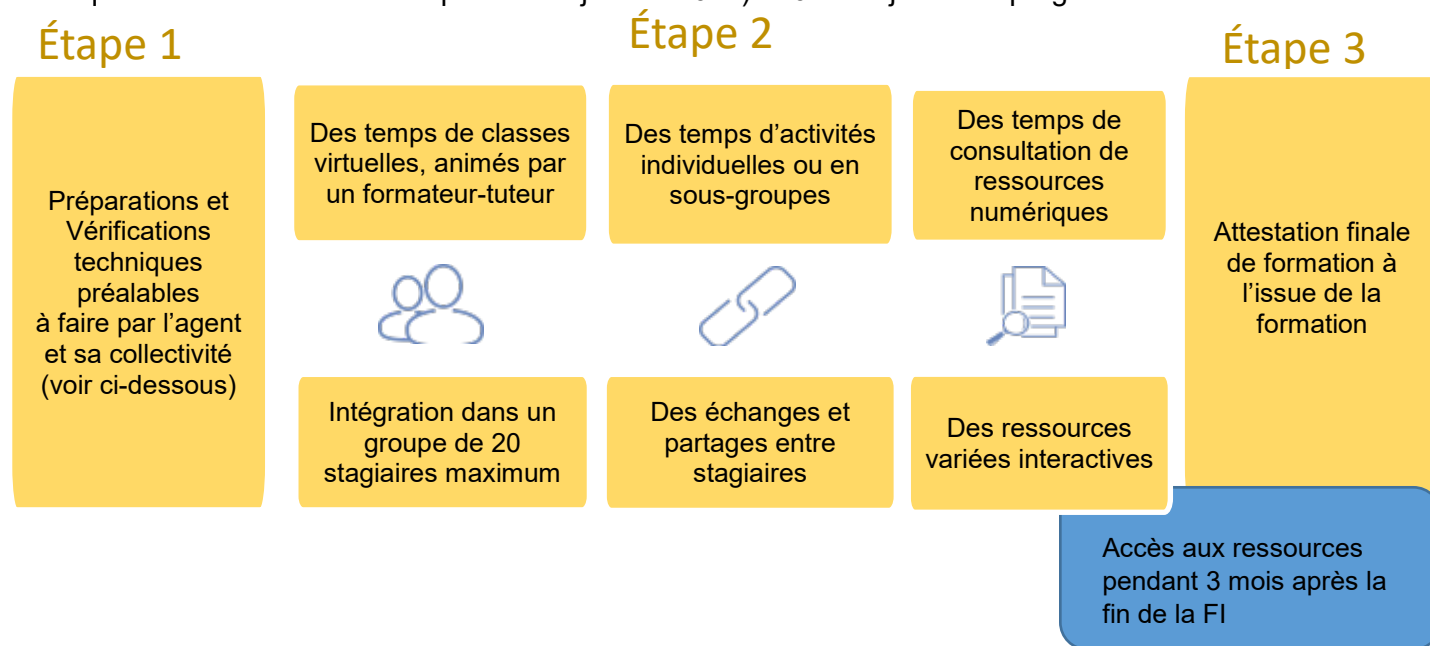 Étape 1
Étape 2
Étape 3
Préparations et
Vérifications
techniques
préalables
à faire par l'agent
et sa collectivité
(voir ci-dessous)
Des temps de classes
virtuelles, animés par
un formateur-tuteur
Des temps d'activités
individuelles ou en
sous-groupes
Des temps de
consultation de
ressources
numériques
Intégration dans un
groupe de 20
stagiaires maximum
Des échanges et
partages entre
stagiaires
Des ressources
variées interactives
Attestation finale
de formation à
l'issue de la
formation
Accès aux ressources
pendant 3 mois après la
fin de la FI